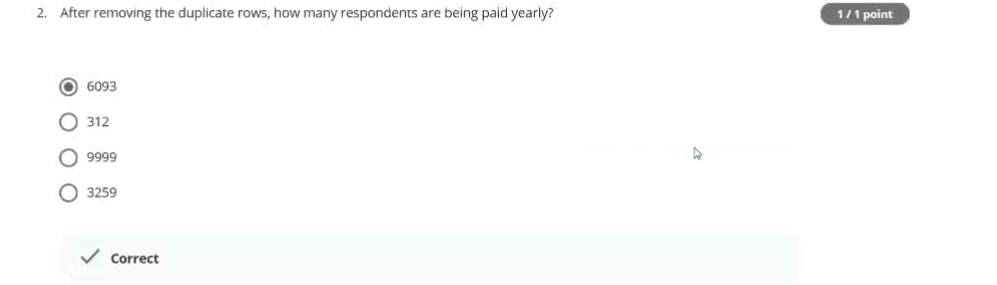 2. After removing the duplicate rows, how many respondents are being paid yearly?
1 / 1 point
6093
312
9999
3259
Correct